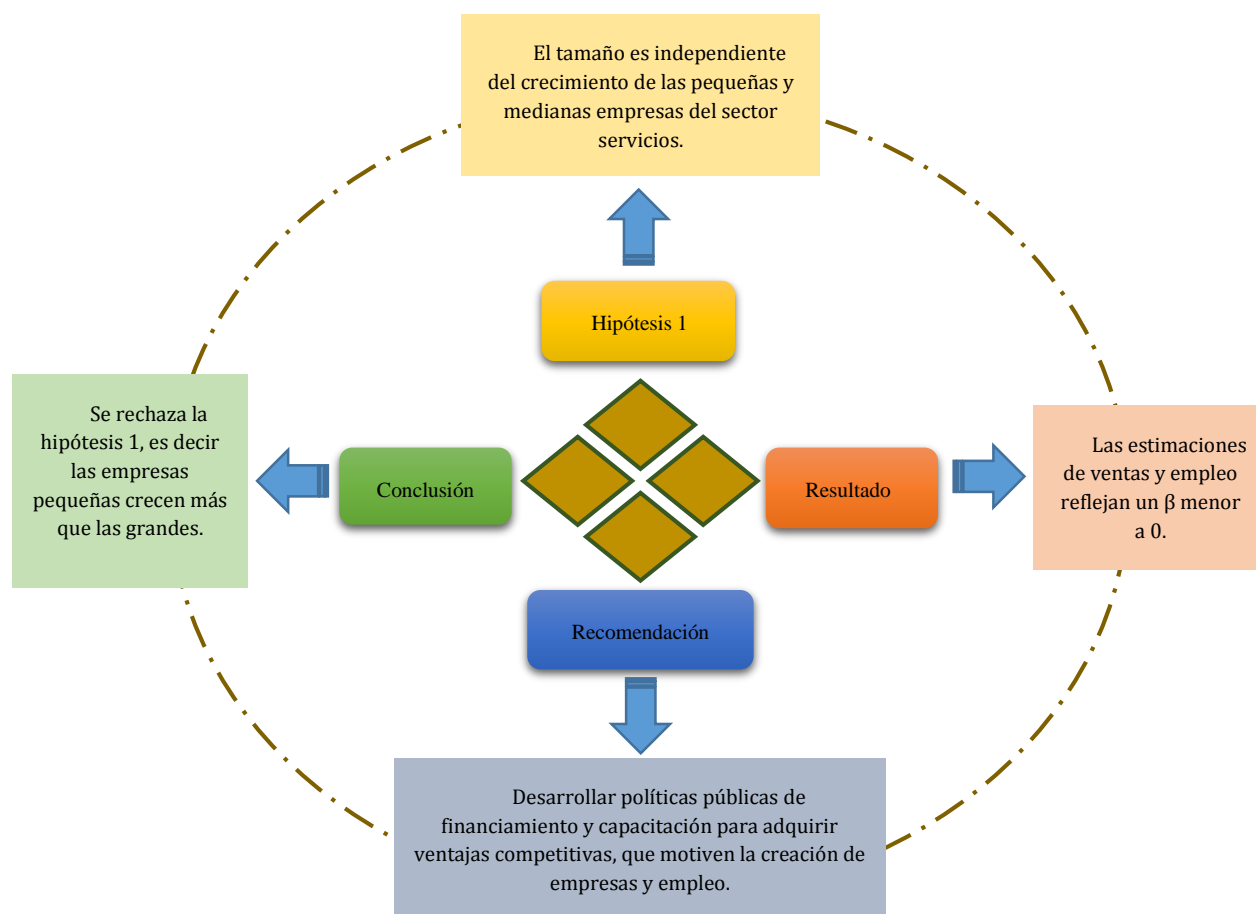 El tamaño es independiente
del crecimiento de las pequeñas y
medianas empresas del sector
servicios.
Hipótesis 1
Se rechaza la
hipótesis 1, es decir
las empresas
pequeñas crecen más
que las grandes.
Conclusión
Resultado
Las estimaciones
de ventas y empleo
reflejan un β menor
a 0.
Recomendación
Desarrollar políticas públicas de
financiamiento y capacitación para adquirir
ventajas competitivas, que motiven la creación de
empresas y empleo.